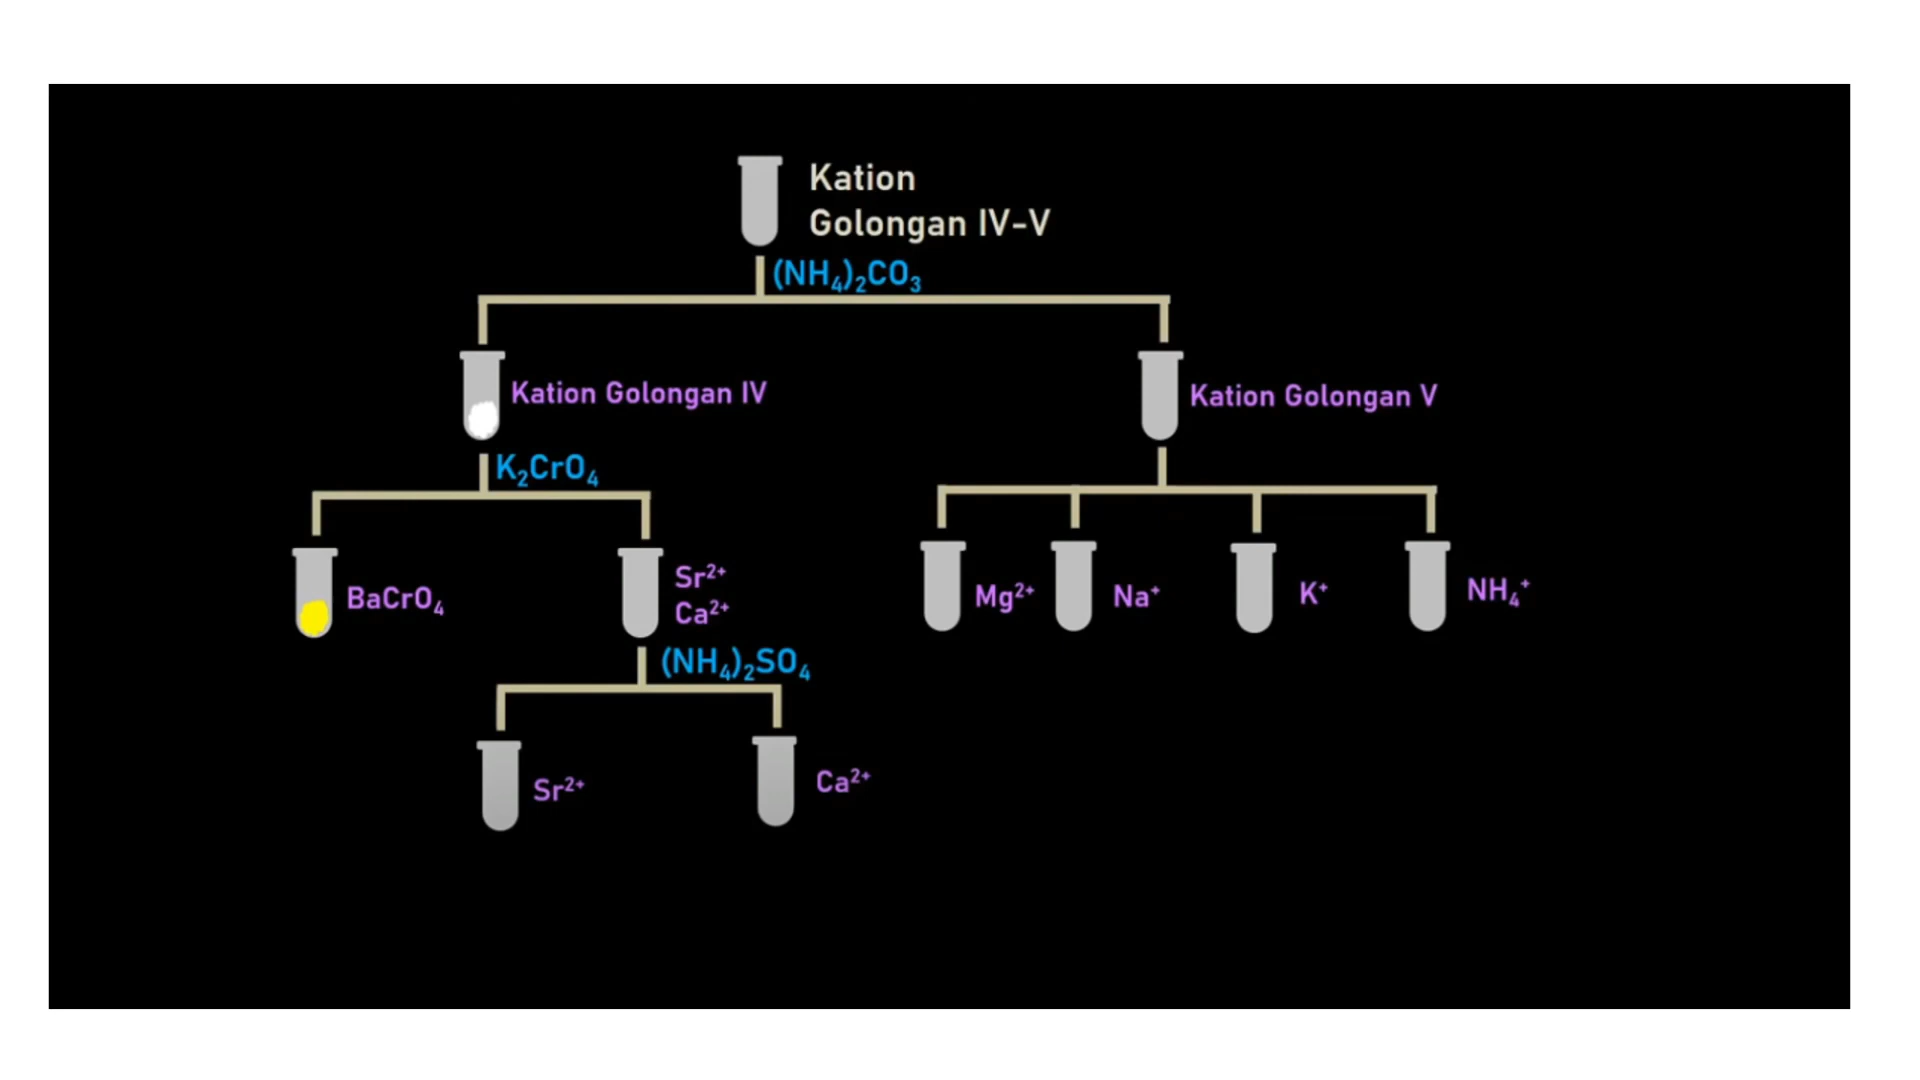 Kation
Golongan IV-V
(NH₄)₂CO₃
Kation Golongan IV
Kation Golongan V
K₂CrO₄
BaCrO₄
Sr²⁺
Ca²⁺
Mg²⁺
Na⁺
K⁺
NH₄⁺
(NH₄)₂SO₄
Sr²⁺
Ca²⁺